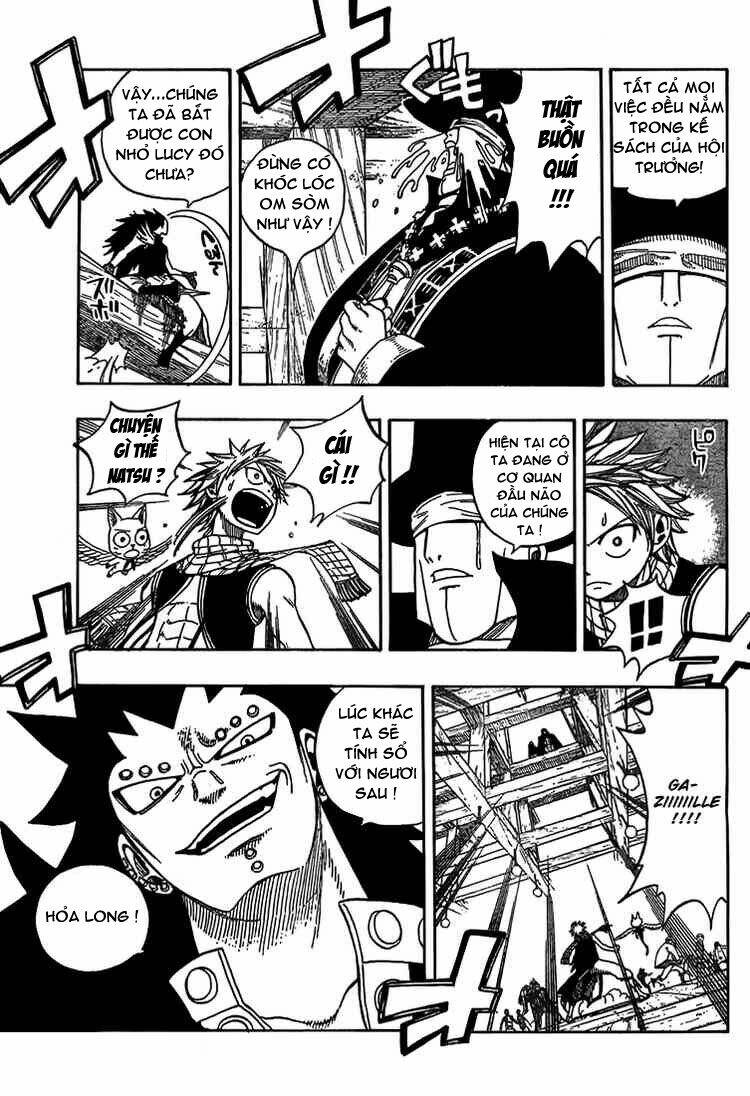 TẤT CẢ MỌI
VIỆC ĐỀU NẰM
TRONG KẾ
SÁCH CỦA HỘI
TRƯỞNG!
THẬT
BUỒN
QUÁ
!!!
ĐỪNG CÓ
KHÓC LÓC
OM SÒM
NHƯ VẬY !
VẬY...CHÚNG
TA ĐÃ BẮT
ĐƯỢC CON
NHỎ LUCY ĐÓ
CHƯA?
ピク
!!
HIỆN TẠI CÔ
TA ĐANG Ở
CƠ QUAN
ĐẦU NÃO
CỦA CHÚNG
TA !
CÁI
GÌ !!
CHUYỆN
GÌ THẾ
NATSU ?
GA-
ZIIIIIILLE
!!!!
LÚC KHÁC
TA SẼ
TÍNH SỔ
VỚI NGƯƠI
SAU !
HỎA LONG !